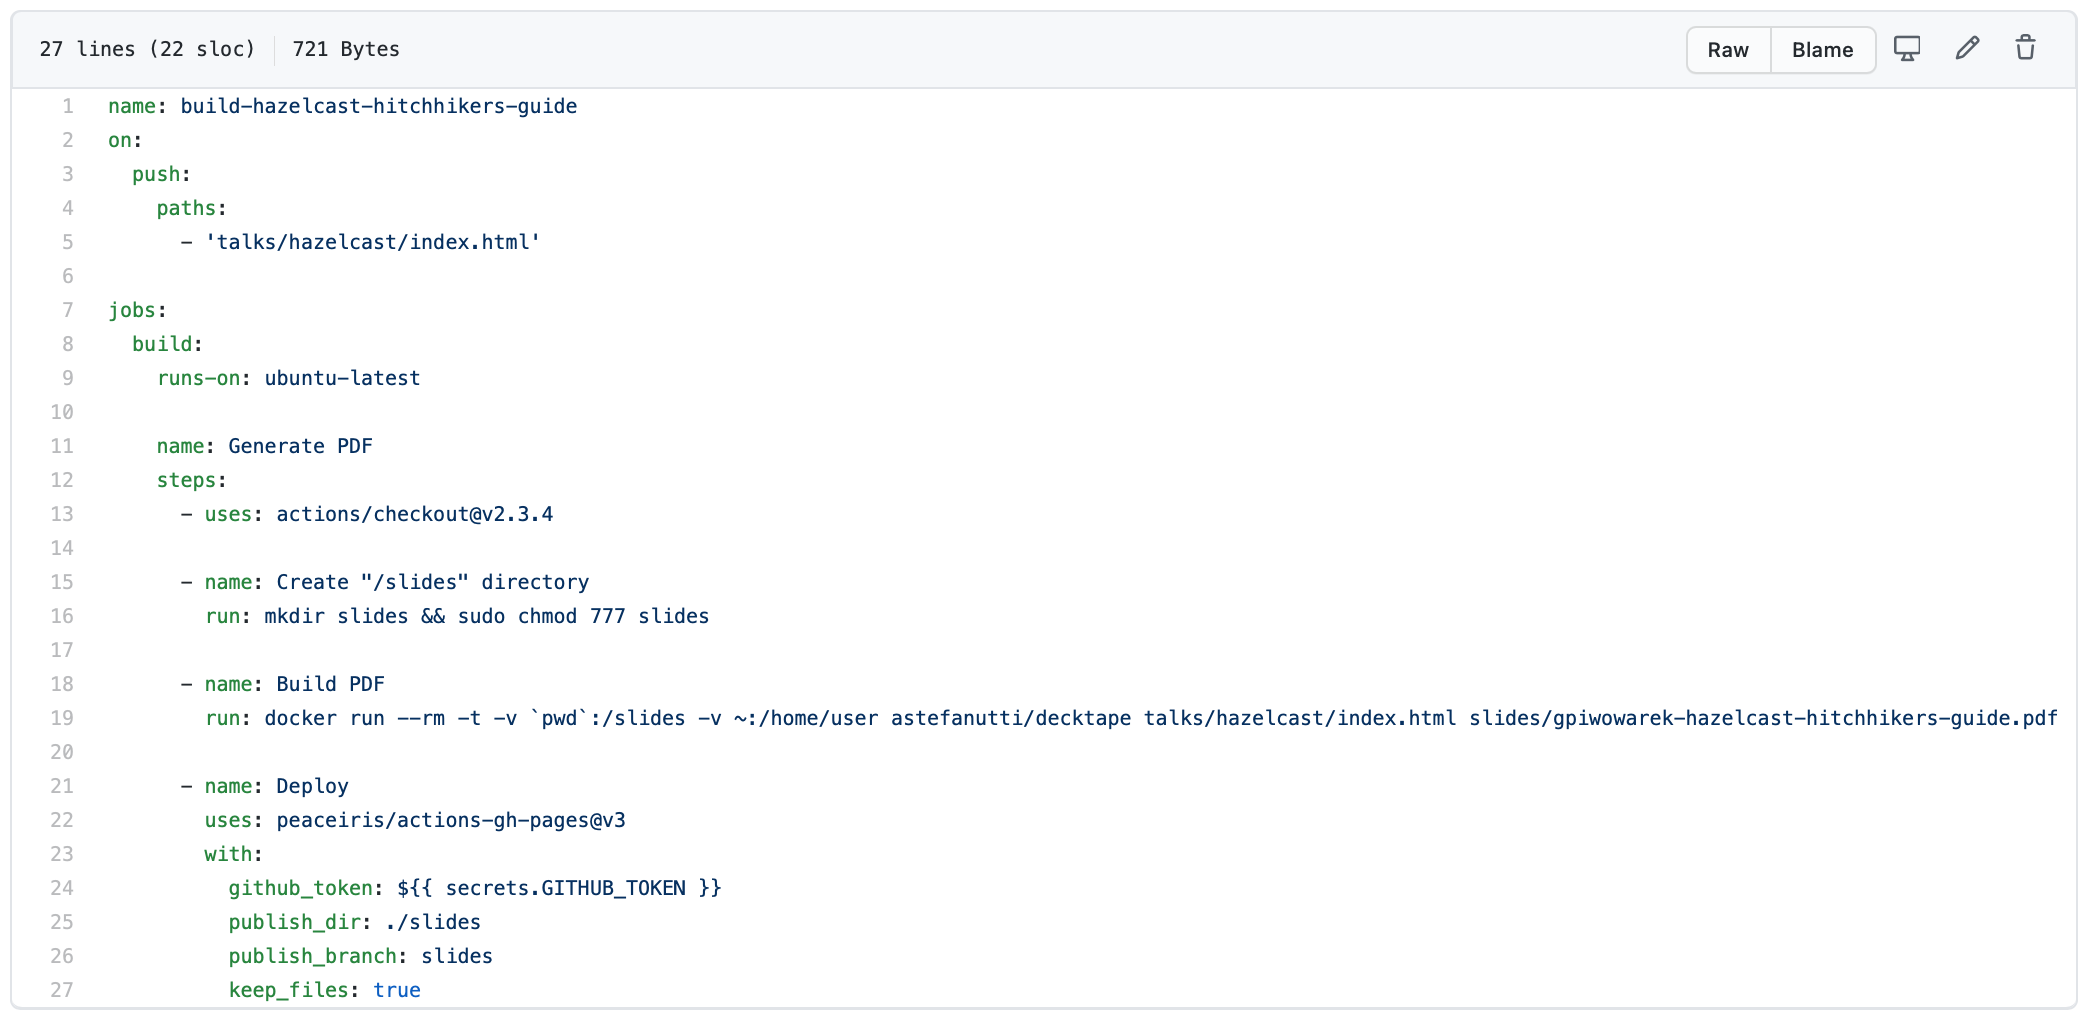 27 lines (22 sloc) 721 Bytes Raw Blame
1 name: build-hazelcast-hitchhikers-guide
2 on:
3   push:
4     paths:
5       - 'talks/hazelcast/index.html'
6
7 jobs:
8   build:
9     runs-on: ubuntu-latest
10
11     name: Generate PDF
12     steps:
13       - uses: actions/checkout@v2.3.4
14
15       - name: Create "/slides" directory
16         run: mkdir slides && sudo chmod 777 slides
17
18       - name: Build PDF
19         run: docker run --rm -t -v `pwd`:/slides -v ~:/home/user astefanutti/decktape talks/hazelcast/index.html slides/gpiwowarek-hazelcast-hitchhikers-guide.pdf
20
21       - name: Deploy
22         uses: peaceiris/actions-gh-pages@v3
23         with:
24           github_token: ${{ secrets.GITHUB_TOKEN }}
25           publish_dir: ./slides
26           publish_branch: slides
27           keep_files: true